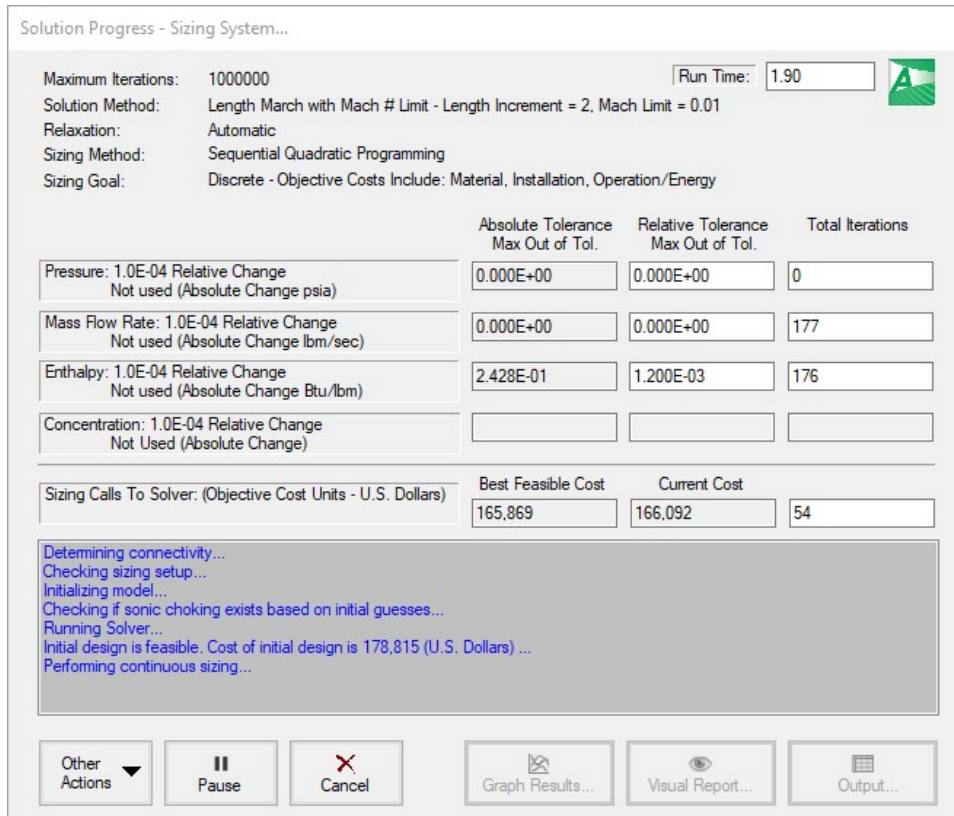 Solution Progress - Sizing System...
Maximum Iterations: 1000000
Run Time: 1.90
Solution Method: Length March with Mach # Limit - Length Increment = 2, Mach Limit = 0.01
Relaxation: Automatic
Sizing Method: Sequential Quadratic Programming
Sizing Goal: Discrete - Objective Costs Include: Material, Installation, Operation/Energy
Absolute Tolerance Relative Tolerance Total Iterations
Max Out of Tol. Max Out of Tol.
Pressure: 1.0E-04 Relative Change 0.000E+00 0.000E+00 0
Not used (Absolute Change psia)
Mass Flow Rate: 1.0E-04 Relative Change 0.000E+00 0.000E+00 177
Not used (Absolute Change lbm/sec)
Enthalpy: 1.0E-04 Relative Change 2.428E-01 1.200E-03 176
Not used (Absolute Change Btu/lbm)
Concentration: 1.0E-04 Relative Change
Not Used (Absolute Change)
Best Feasible Cost Current Cost
Sizing Calls To Solver: (Objective Cost Units - U.S. Dollars) 165,869 166,092 54
Determining connectivity...
Checking sizing setup...
Initializing model...
Checking if sonic choking exists based on initial guesses...
Running Solver...
Initial design is feasible. Cost of initial design is 178,815 (U.S. Dollars) ...
Performing continuous sizing...
Other Actions
Pause
Cancel
Graph Results...
Visual Report...
Output...